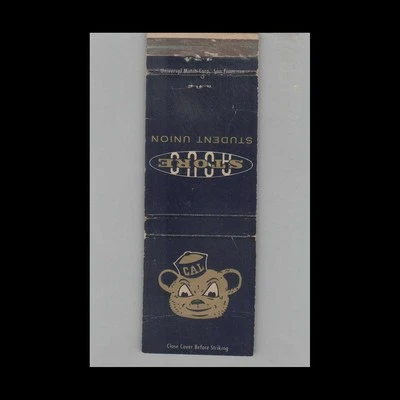 Universal Match Corp., San Francisco
STUDENT UNION
ASUC
STORE
CAL
Close Cover Before Striking